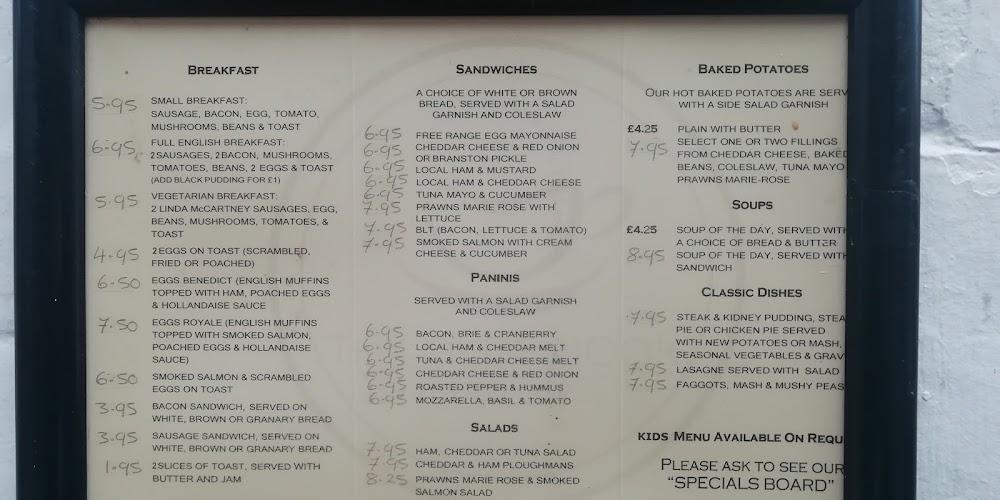 BREAKFAST
5-95 SMALL BREAKFAST:
SAUSAGE, BACON, EGG, TOMATO,
MUSHROOMS, BEANS & TOAST
6-95 FULL ENGLISH BREAKFAST:
2 SAUSAGES, 2 BACON, MUSHROOMS,
TOMATOES, BEANS, 2 EGGS & TOAST
(ADD BLACK PUDDING FOR £1)
5-95 VEGETARIAN BREAKFAST:
2 LINDA McCARTNEY SAUSAGES, EGG,
BEANS, MUSHROOMS, TOMATOES, &
TOAST
4-95 2 EGGS ON TOAST (SCRAMBLED,
FRIED OR POACHED)
6-50 EGGS BENEDICT (ENGLISH MUFFINS
TOPPED WITH HAM, POACHED EGGS
& HOLLANDAISE SAUCE
7.50 EGGS ROYALE (ENGLISH MUFFINS
TOPPED WITH SMOKED SALMON,
POACHED EGGS & HOLLANDAISE
SAUCE)
6-50 SMOKED SALMON & SCRAMBLED
EGGS ON TOAST
3-95 BACON SANDWICH, SERVED ON
WHITE, BROWN OR GRANARY BREAD
3-95 SAUSAGE SANDWICH, SERVED ON
WHITE, BROWN OR GRANARY BREAD
1.95 2 SLICES OF TOAST, SERVED WITH
BUTTER AND JAM
SANDWICHES
A CHOICE OF WHITE OR BROWN
BREAD, SERVED WITH A SALAD
GARNISH AND COLESLAW
6-95 FREE RANGE EGG MAYONNAISE
6-95 CHEDDAR CHEESE & RED ONION
OR BRANSTON PICKLE
6-95 LOCAL HAM & MUSTARD
6-45 LOCAL HAM & CHEDDAR CHEESE
6-95 TUNA MAYO & CUCUMBER
7-95 PRAWNS MARIE ROSE WITH
LETTUCE
7-95 BLT (BACON, LETTUCE & TOMATO)
7-95 SMOKED SALMON WITH CREAM
CHEESE & CUCUMBER
PANINIS
SERVED WITH A SALAD GARNISH
AND COLESLAW
6-95 BACON, BRIE & CRANBERRY
6-95 LOCAL HAM & CHEDDAR MELT
6-95 TUNA & CHEDDAR CHEESE MELT
6-95 CHEDDAR CHEESE & RED ONION
6-95 ROASTED PEPPER & HUMMUS
6-95 MOZZARELLA, BASIL & TOMATO
SALADS
7.95 HAM, CHEDDAR OR TUNA SALAD
7-95 CHEDDAR & HAM PLOUGHMANS
8-25 PRAWNS MARIE ROSE & SMOKED
SALMON SALAD
BAKED POTATOES
OUR HOT BAKED POTATOES ARE SERV
WITH A SIDE SALAD GARNISH
£4.25 PLAIN WITH BUTTER
7.95 SELECT ONE OR TWO FILLINGS
FROM CHEDDAR CHEESE, BAKED
BEANS, COLESLAW, TUNA MAYO
PRAWNS MARIE-ROSE
SOUPS
£4.25 SOUP OF THE DAY, SERVED WITH
A CHOICE OF BREAD & BUTTER
8-95 SOUP OF THE DAY, SERVED WITH
SANDWICH
CLASSIC DISHES
7.95 STEAK & KIDNEY PUDDING, STEA
PIE OR CHICKEN PIE SERVED
WITH NEW POTATOES OR MASH,
SEASONAL VEGETABLES & GRAV
7.95 LASAGNE SERVED WITH SALAD
7.95 FAGGOTS, MASH & MUSHY PEAS
KIDS MENU AVAILABLE ON REQU
PLEASE ASK TO SEE OUR
“SPECIALS BOARD”